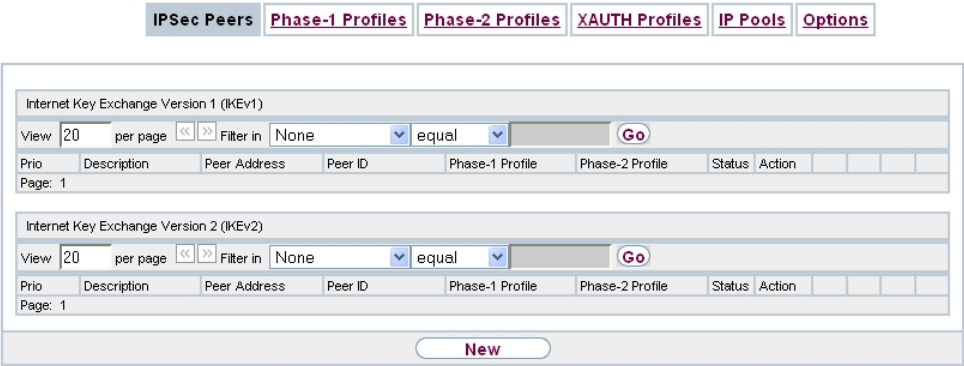 IPSec Peers Phase-1 Profiles Phase-2 Profiles XAUTH Profiles IP Pools Options
Internet Key Exchange Version 1 (IKEv1)
View 20 per page « » Filter in None equal Go
Prio Description Peer Address Peer ID Phase-1 Profile Phase-2 Profile Status Action
Page: 1
Internet Key Exchange Version 2 (IKEv2)
View 20 per page « » Filter in None equal Go
Prio Description Peer Address Peer ID Phase-1 Profile Phase-2 Profile Status Action
Page: 1
New